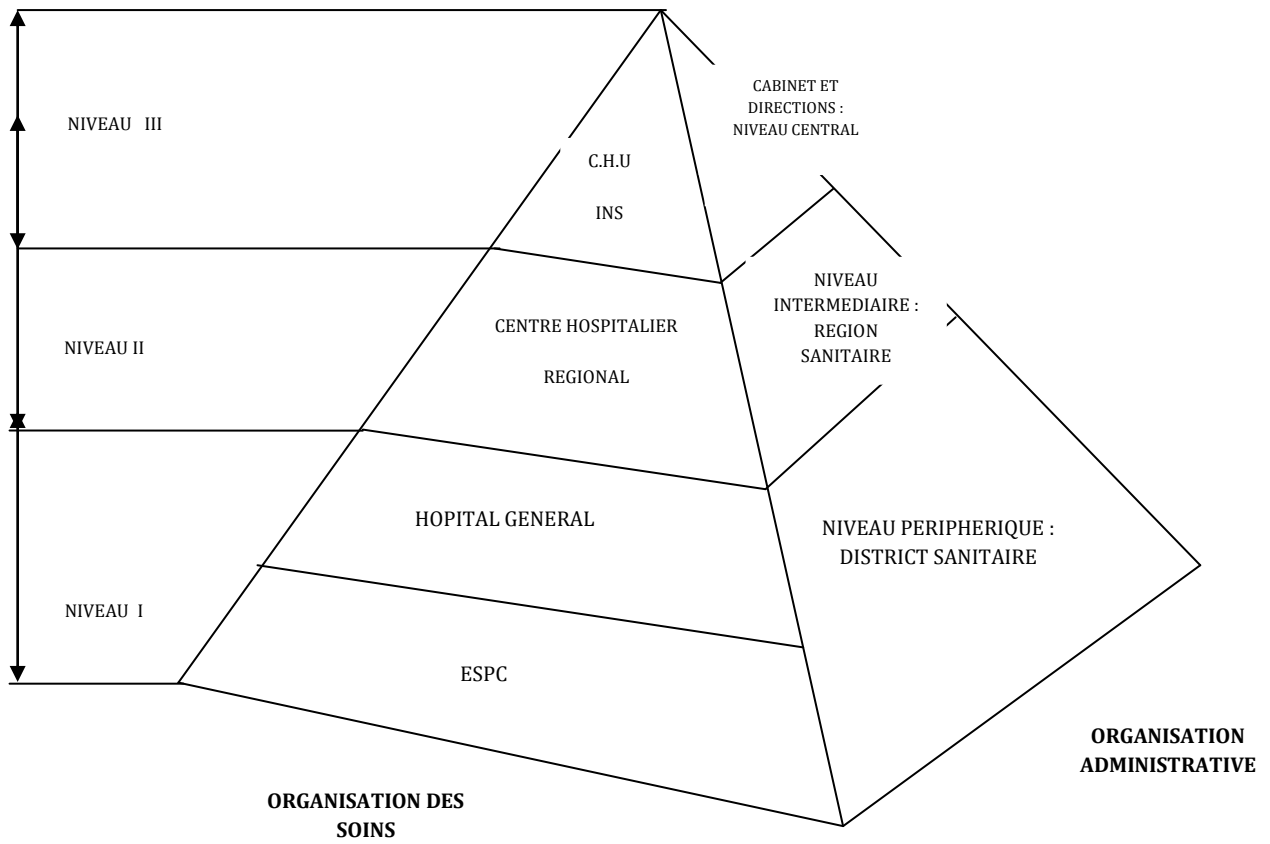 CABINET ET
DIRECTIONS :
NIVEAU CENTRAL
NIVEAU III
C.H.U
INS
NIVEAU
INTERMEDIAIRE :
REGION
SANITAIRE
CENTRE HOSPITALIER
REGIONAL
NIVEAU II
HOPITAL GENERAL
NIVEAU PERIPHERIQUE :
DISTRICT SANITAIRE
NIVEAU I
ESPC
ORGANISATION
ADMINISTRATIVE
ORGANISATION DES
SOINS